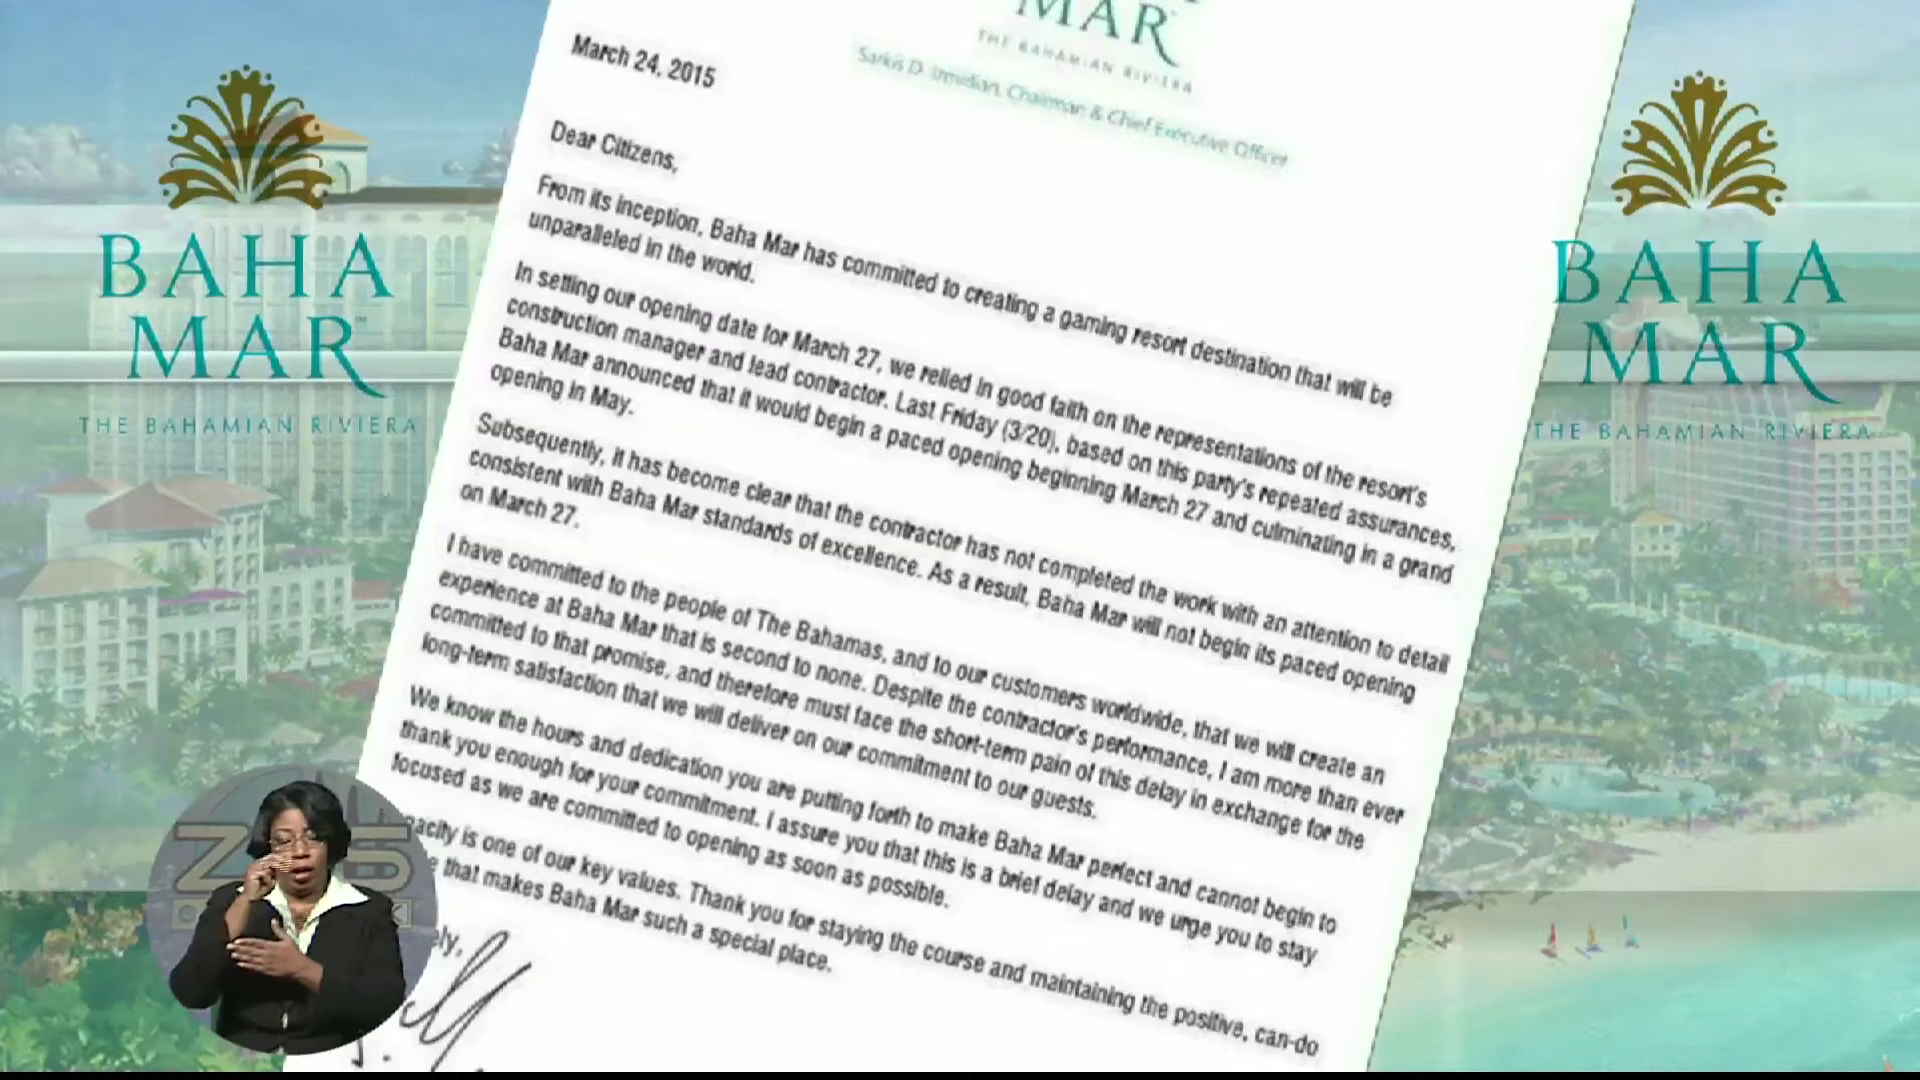 BAHA
MAR™
THE BAHAMIAN RIVIERA
MAR
THE BAHAMIAN RIVIERA
Sarkis D. Izmirlian, Chairman & Chief Executive Officer
March 24, 2015
Dear Citizens,
From its inception, Baha Mar has committed to creating a gaming resort destination that will be
unparalleled in the world.
In setting our opening date for March 27, we relied in good faith on the representations of the resort's
construction manager and lead contractor. Last Friday (3/20), based on this party's repeated assurances,
Baha Mar announced that it would begin a paced opening beginning March 27 and culminating in a grand
opening in May.
Subsequently, it has become clear that the contractor has not completed the work with an attention to detail
consistent with Baha Mar standards of excellence. As a result, Baha Mar will not begin its paced opening
on March 27.
I have committed to the people of The Bahamas, and to our customers worldwide, that we will create an
experience at Baha Mar that is second to none. Despite the contractor's performance, I am more than ever
committed to that promise, and therefore must face the short-term pain of this delay in exchange for the
long-term satisfaction that we will deliver on our commitment to our guests.
We know the hours and dedication you are putting forth to make Baha Mar perfect and cannot begin to
thank you enough for your commitment. I assure you that this is a brief delay and we urge you to stay
focused as we are committed to opening as soon as possible.
acity is one of our key values. Thank you for staying the course and maintaining the positive, can-do
e that makes Baha Mar such a special place.
ely,
BAHA
MAR
THE BAHAMIAN RIVIERA